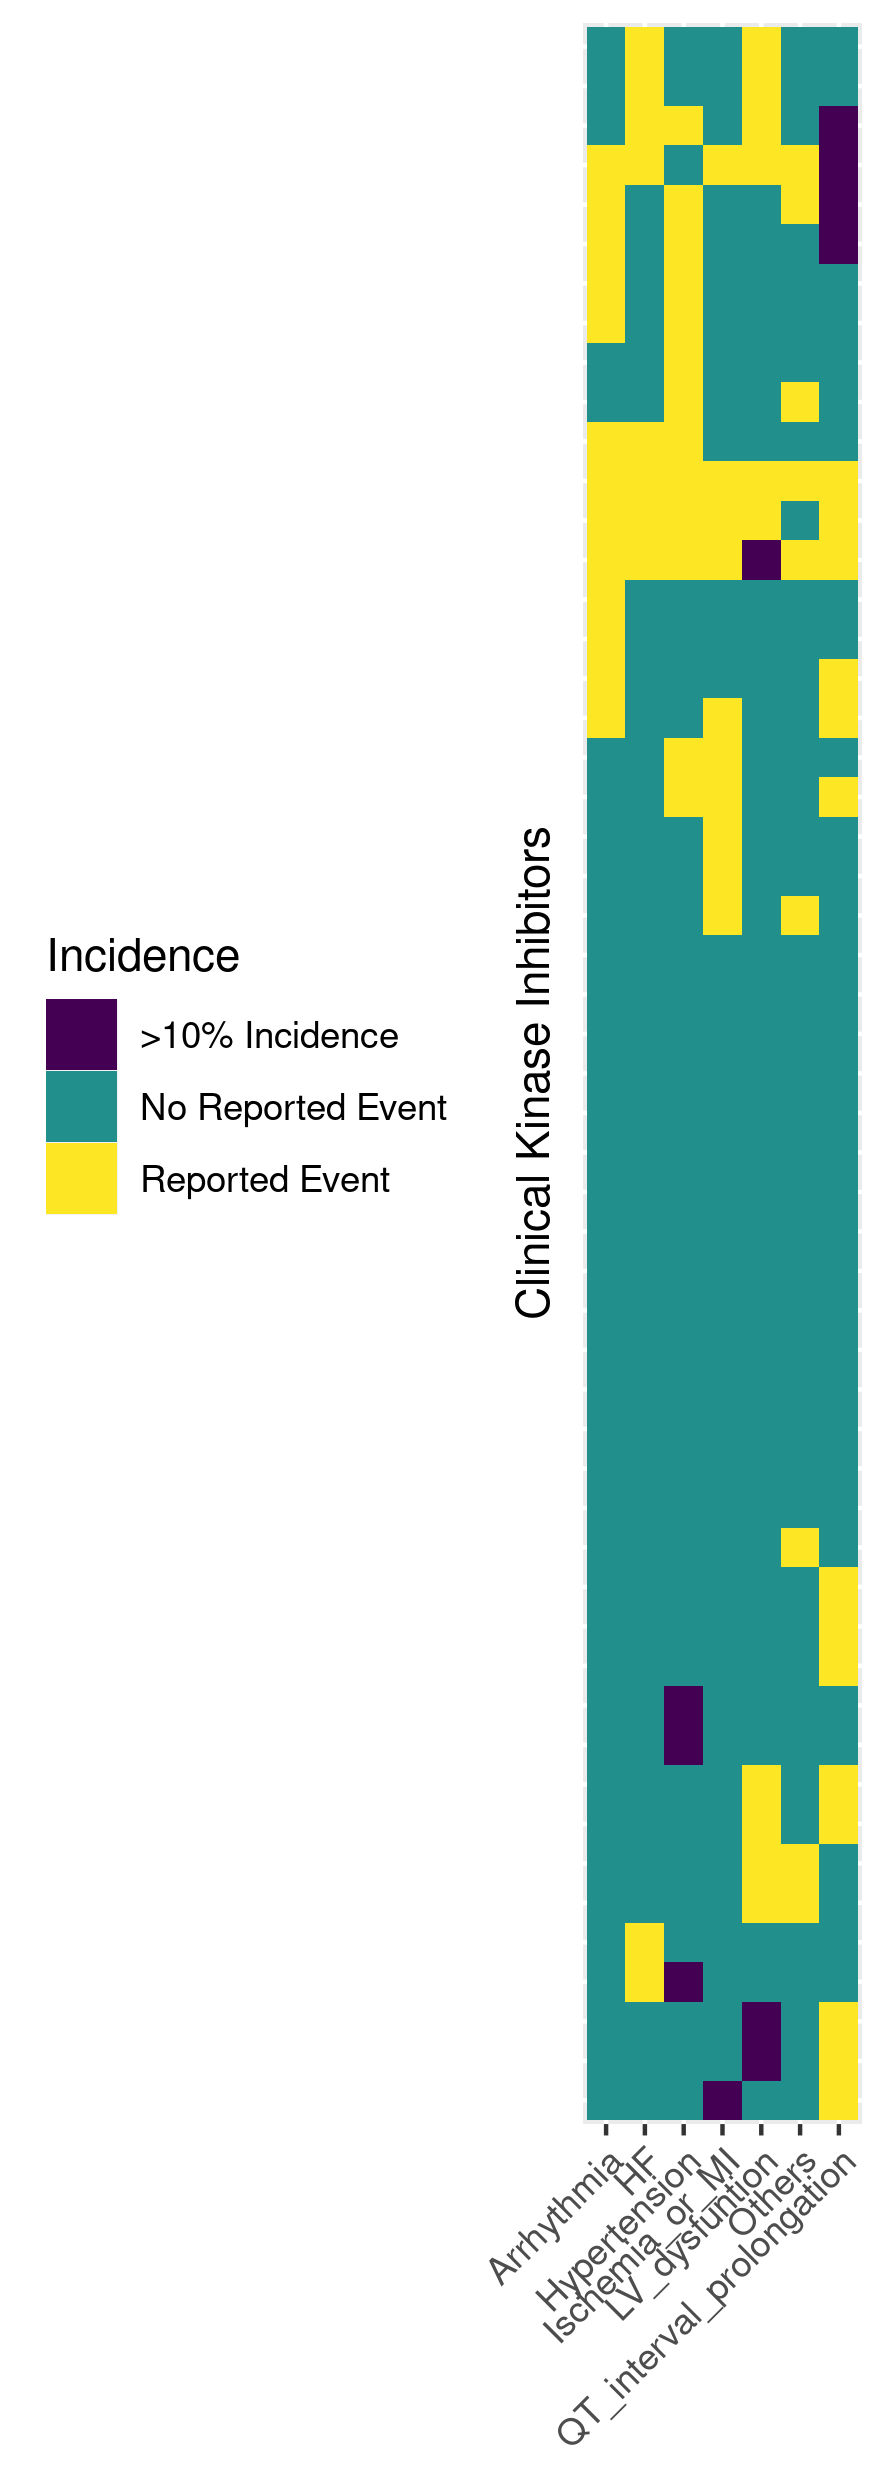 Incidence
>10% Incidence
No Reported Event
Reported Event
Clinical Kinase Inhibitors
Arrhythmia
HF
Hypertension
Ischemia_or_MI
LV_dysfuntion
Others
QT_interval_prolongation